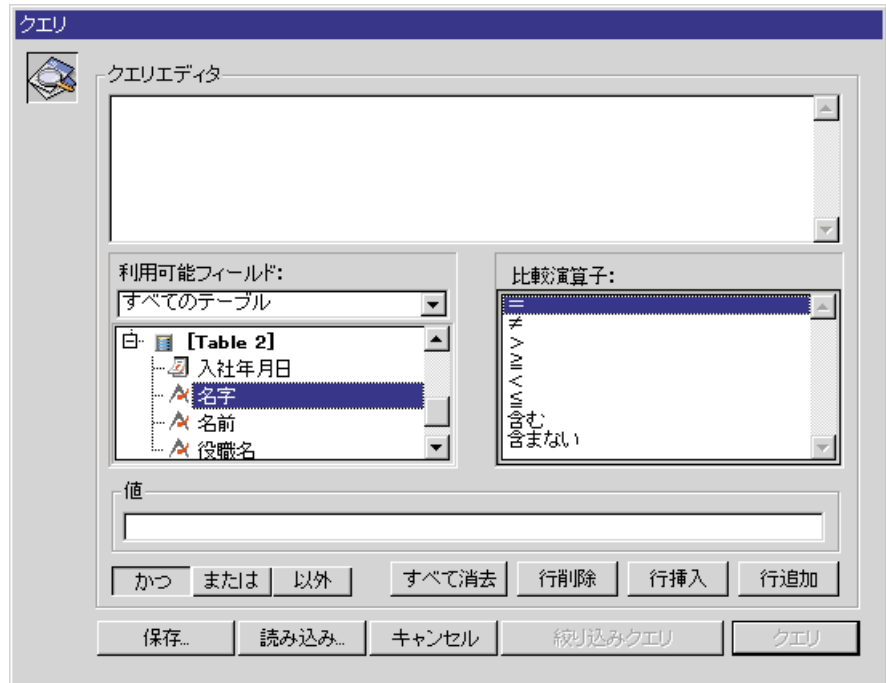 クエリ
クエリエディタ
利用可能フィールド:
すべてのテーブル
[Table 2]
入社年月日
名字
名前
役職名
比較演算子:
＝
≠
＞
≧
＜
≦
含む
含まない
値
かつ または 以外 すべて消去 行削除 行挿入 行追加
保存... 読み込み... キャンセル 絞り込みクエリ クエリ